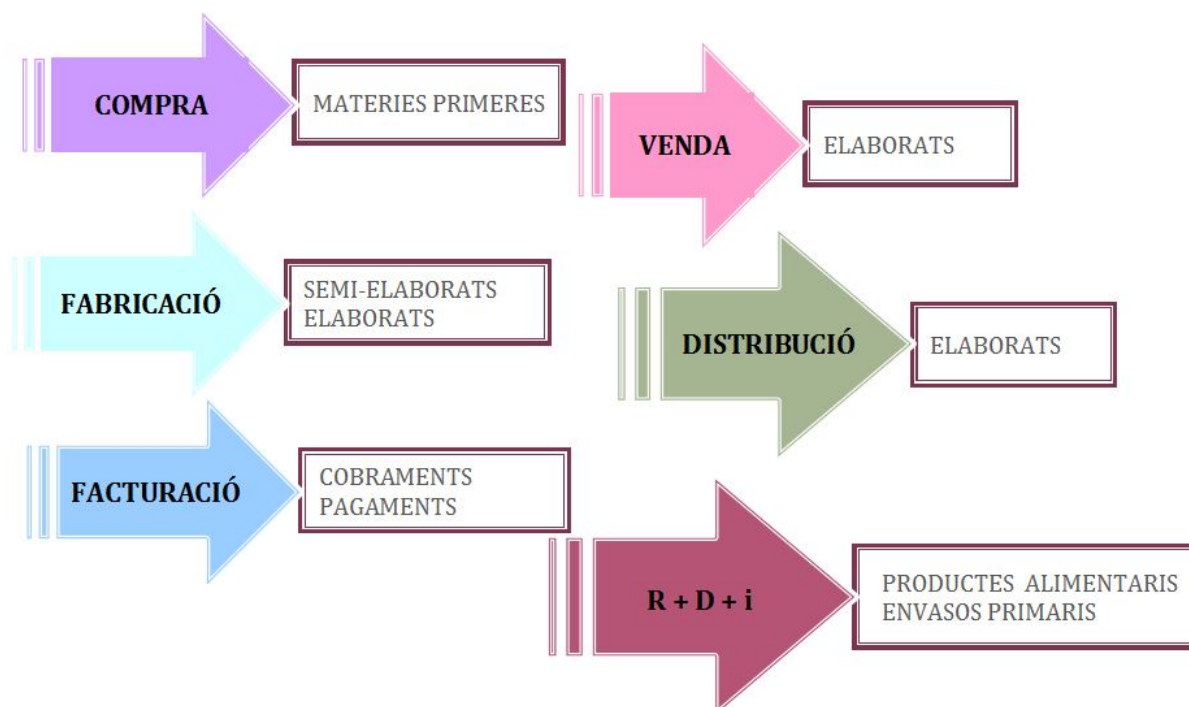 COMPRA
MATERIES PRIMERES
VENDA
ELABORATS
FABRICACIÓ
SEMI-ELABORATS
ELABORATS
DISTRIBUCIÓ
ELABORATS
FACTURACIÓ
COBRAMENTS
PAGAMENTS
R + D + i
PRODUCTES ALIMENTARIS
ENVASOS PRIMARIS